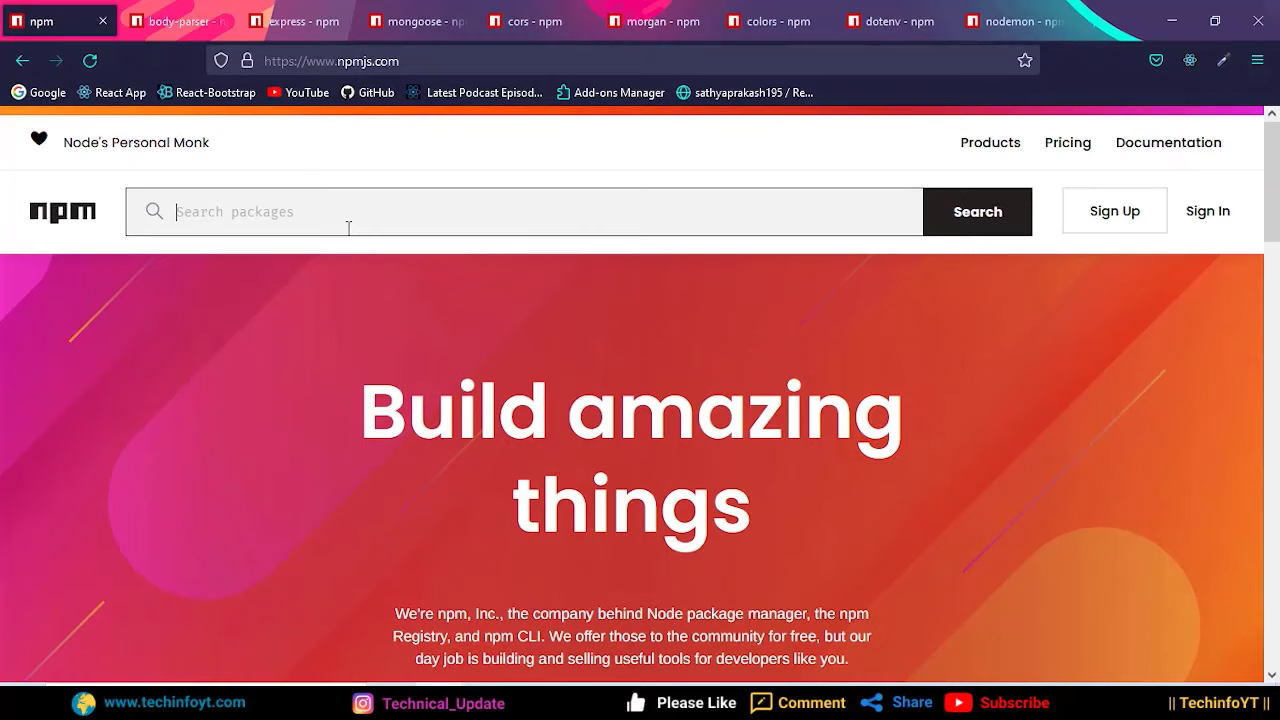 npm
body-parser - n
express - npm
mongoose - npm
cors - npm
morgan - npm
colors - npm
dotenv - npm
nodemon - npm
https://www.npmjs.com
Google
React App
React-Bootstrap
YouTube
GitHub
Latest Podcast Episod...
Add-ons Manager
sathyaprakash195 / Re...
Node's Personal Monk
Products
Pricing
Documentation
npm
Search packages
Search
Sign Up
Sign In
Build amazing
things
We're npm, Inc., the company behind Node package manager, the npm
Registry, and npm CLI. We offer those to the community for free, but our
day job is building and selling useful tools for developers like you.
www.techinfoyt.com
Technical_Update
Please Like
Comment
Share
Subscribe
|| TechinfoYT ||